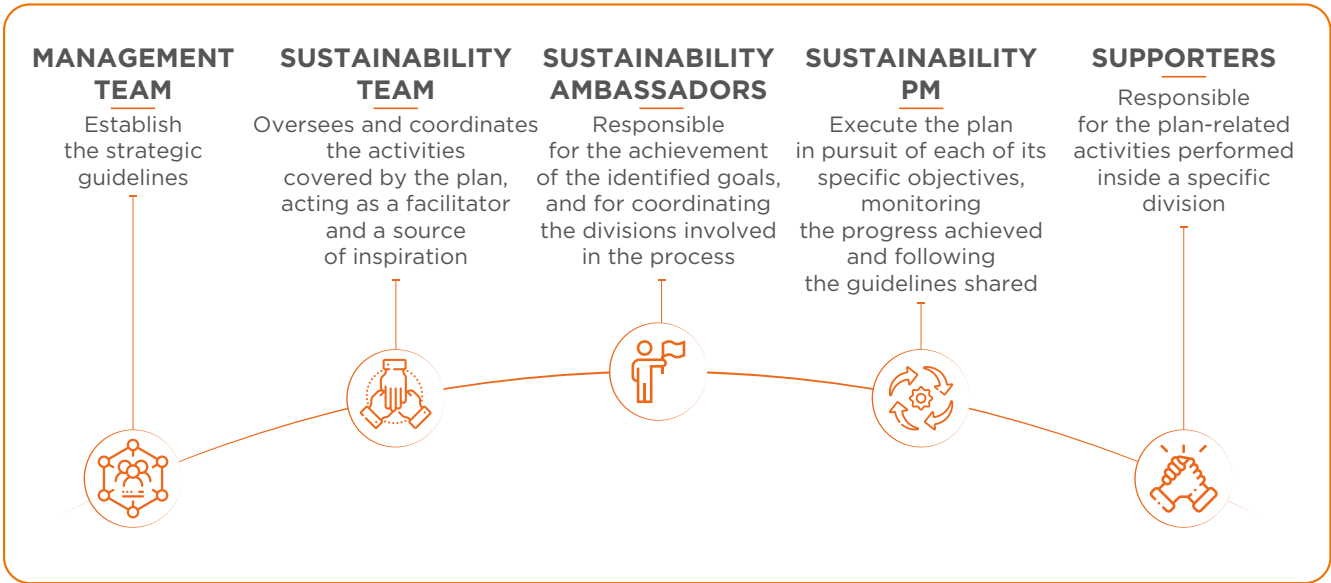 MANAGEMENT
TEAM
Establish
the strategic
guidelines
SUSTAINABILITY
TEAM
Oversees and coordinates
the activities
covered by the plan,
acting as a facilitator
and a source
of inspiration
SUSTAINABILITY
AMBASSADORS
Responsible
for the achievement
of the identified goals,
and for coordinating
the divisions involved
in the process
SUSTAINABILITY
PM
Execute the plan
in pursuit of each of its
specific objectives,
monitoring
the progress achieved
and following
the guidelines shared
SUPPORTERS
Responsible
for the plan-related
activities performed
inside a specific
division